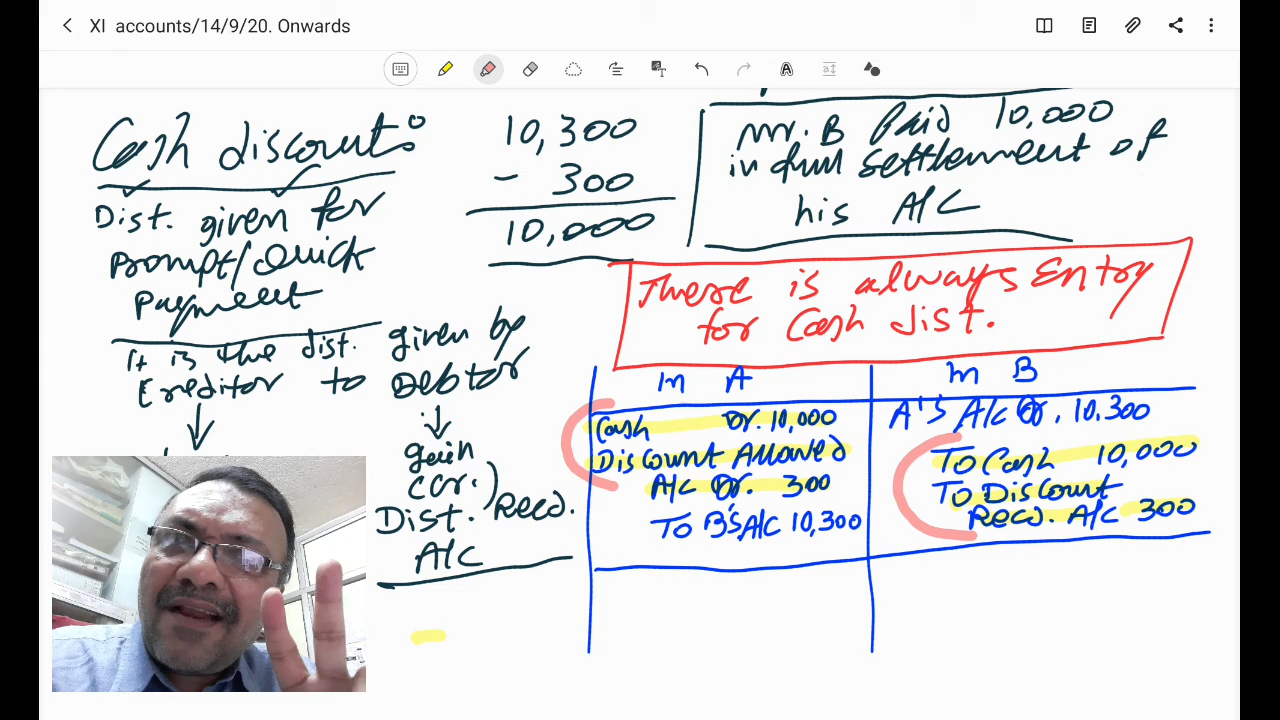 XI accounts/14/9/20. Onwards
Cash discount:
Dist. given for
Prompt/Quick
Payment
It is the dist. given by
Creditor to Debtor
gain
(Cr.)
Dist. Recd.
A/C
10,300
- 300
10,000
Mr. B Paid 10,000
in full settlement of
his A/C
There is always Entry
for Cash dist.
In A
Cash Dr. 10,000
Discount Allowed
A/c Dr. 300
To B's A/C 10,300
In B
A's A/c Dr. 10,300
To Cash 10,000
To Discount
Recd. A/c 300